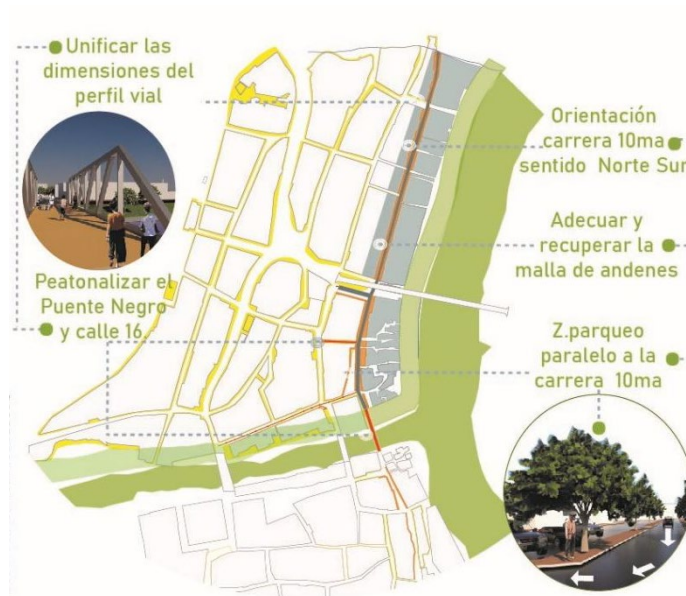 Unificar las
dimensiones del
perfil vial
Orientación
carrera 10ma
sentido Norte Sur
Adecuar y
recuperar la
malla de andenes
Peatonalizar el
Puente Negro
y calle 16
Z.parqueo
paralelo a la
carrera 10ma